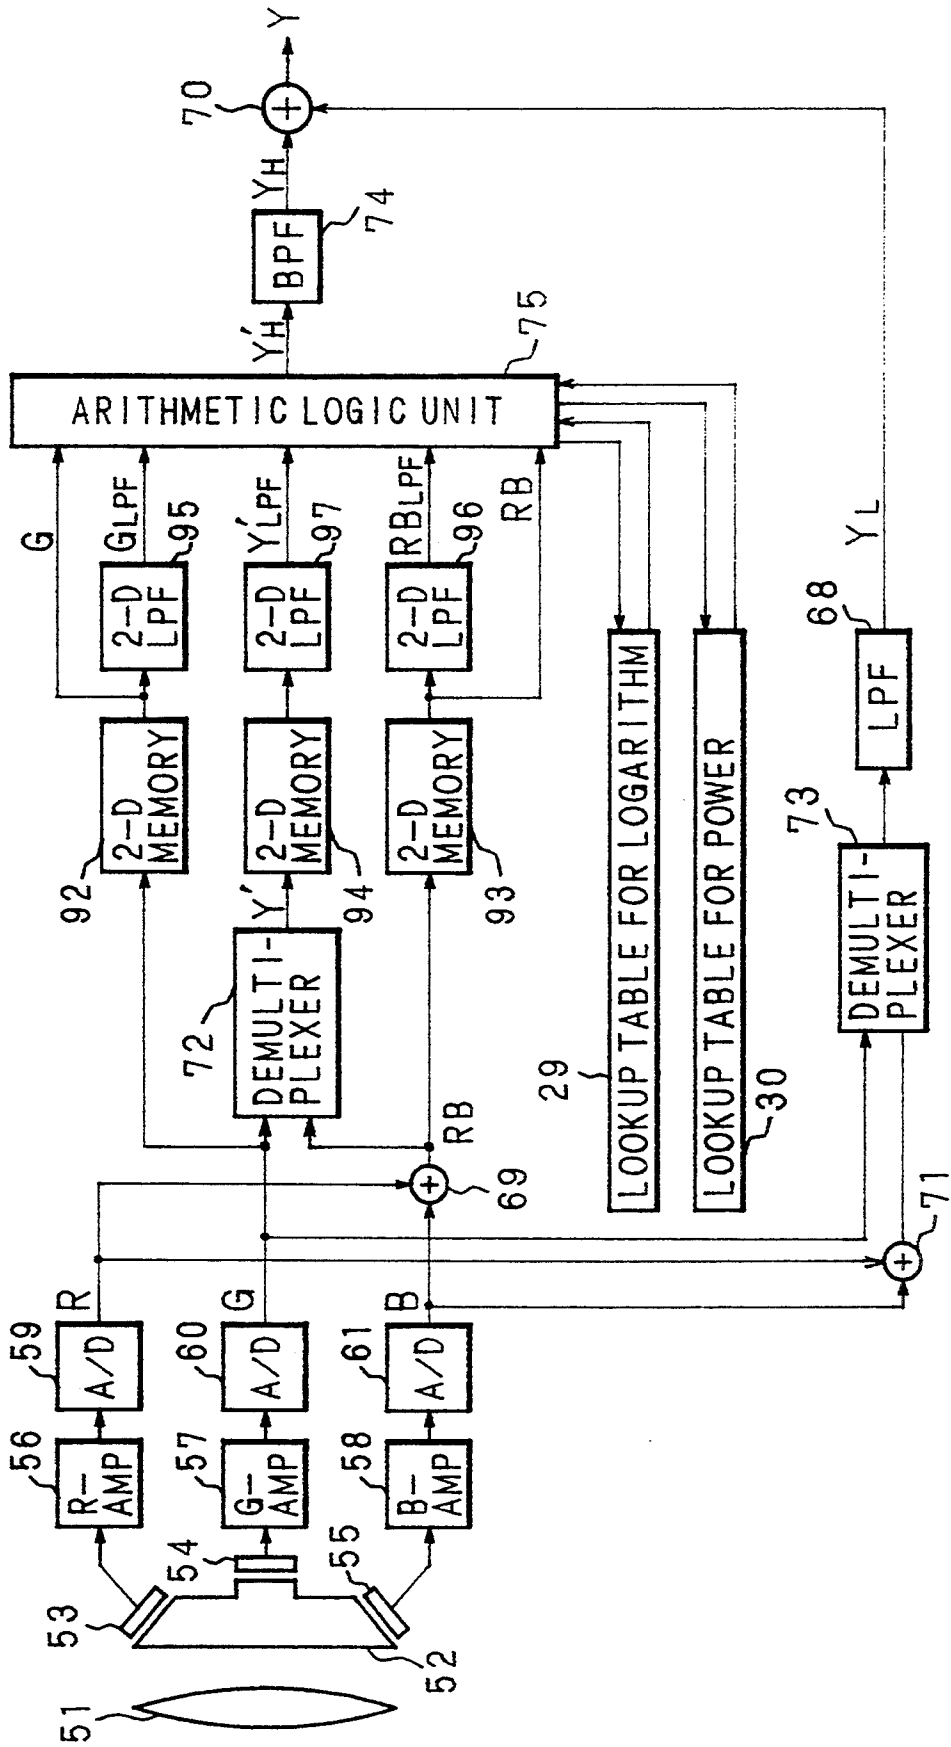 51
52
53
54
55
R-
AMP
56
G-
AMP
57
B-
AMP
58
A/D
59
A/D
60
A/D
61
R
G
B
+
69
+
71
RB
DEMULTI-
PLEXER
72
Y'
2-D
MEMORY
92
2-D
MEMORY
94
2-D
MEMORY
93
2-D
LPF
95
2-D
LPF
97
2-D
LPF
96
G
GLPF
Y'LPF
RBLPF
RB
ARITHMETIC LOGIC UNIT
75
Y'H
BPF
74
YH
+
70
Y
LOOKUP TABLE FOR LOGARITHM
29
LOOKUP TABLE FOR POWER
30
DEMULTI-
PLEXER
73
LPF
68
YL